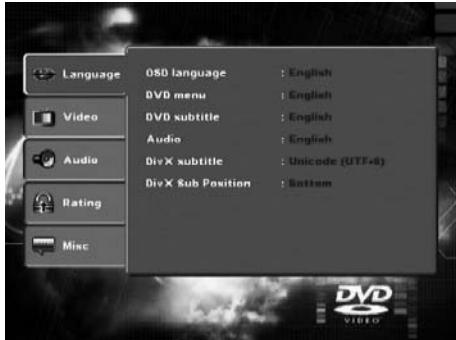 Language
Video
Audio
Rating
Misc
OSD language : English
DVD menu : English
DVD subtitle : English
Audio : English
DivX subtitle : Unicode (UTF-8)
DivX Sub Position : Bottom
DVD
VIDEO